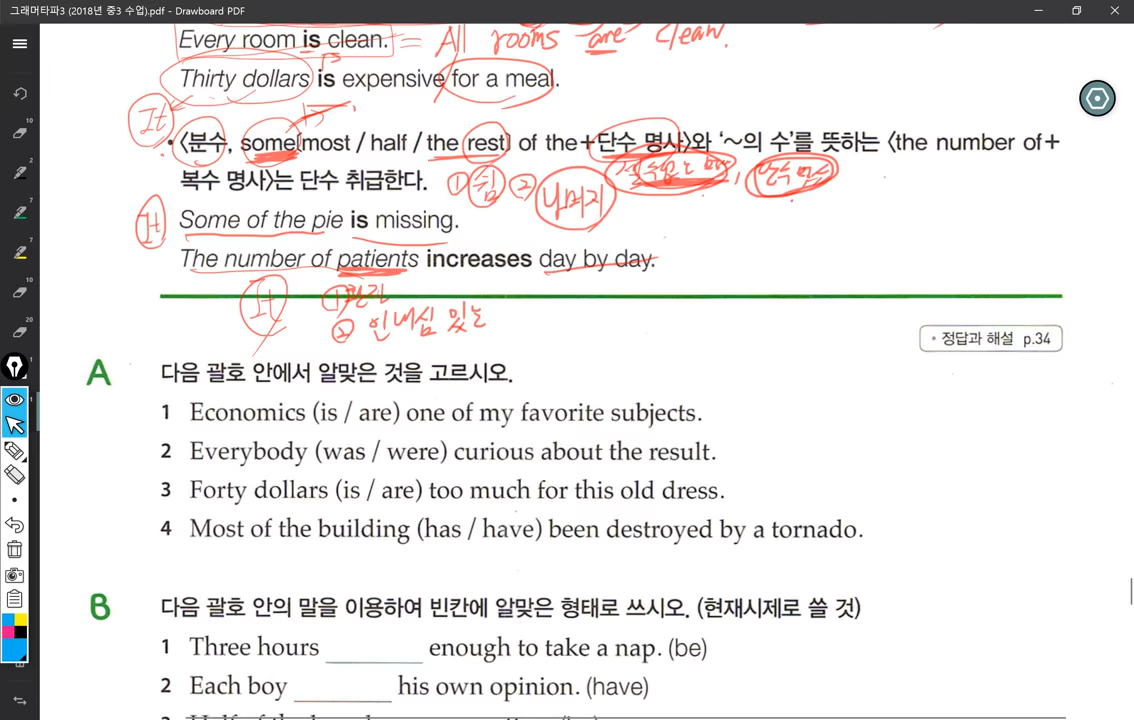 그래머타파3 (2018년 중3 수업).pdf - Drawboard PDF
Every room is clean. = All rooms are clean.
Thirty dollars is expensive for a meal.
It
• 〈분수, some[most / half / the rest] of the+단수 명사〉와 ‘~의 수’를 뜻하는 〈the number of+
복수 명사〉는 단수 취급한다. ① 쉼 ② 나머지
It Some of the pie is missing.
The number of patients increases day by day.
It ① 환자
② 인내심 있는
• 정답과 해설 p.34
A 다음 괄호 안에서 알맞은 것을 고르시오.
1 Economics (is / are) one of my favorite subjects.
2 Everybody (was / were) curious about the result.
3 Forty dollars (is / are) too much for this old dress.
4 Most of the building (has / have) been destroyed by a tornado.
B 다음 괄호 안의 말을 이용하여 빈칸에 알맞은 형태로 쓰시오. (현재시제로 쓸 것)
1 Three hours ________ enough to take a nap. (be)
2 Each boy ________ his own opinion. (have)